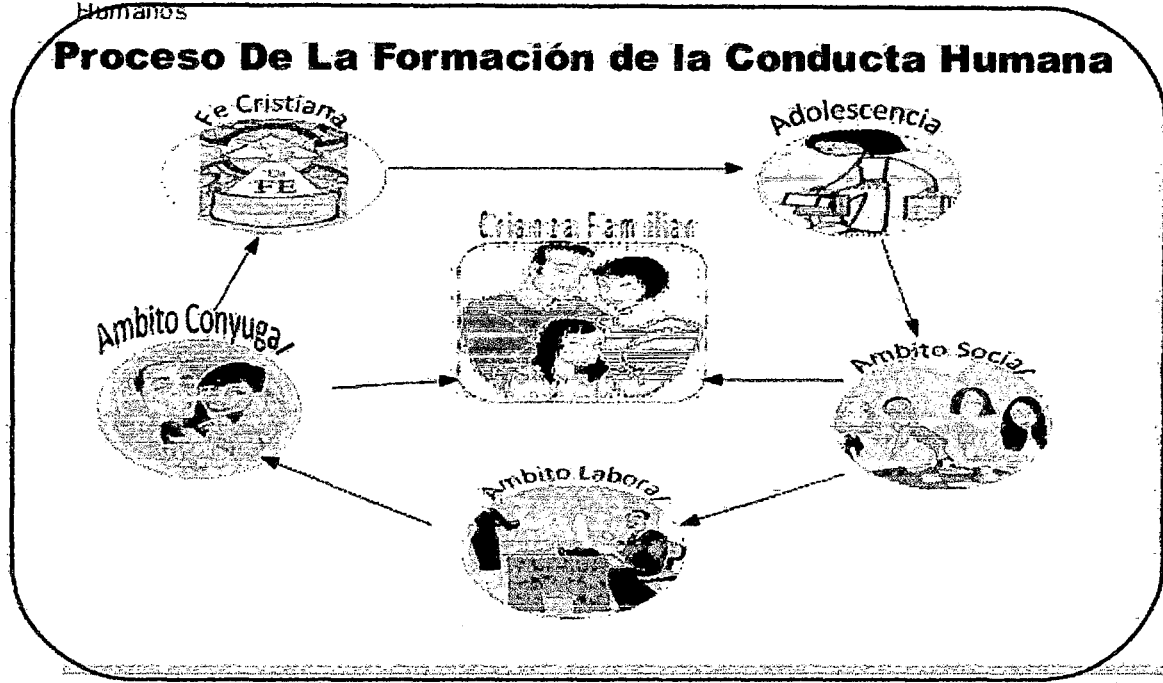 Humanos
Proceso De La Formación de la Conducta Humana
Fe Cristiana
Adolescencia
FE
Crianza Familiar
Ambito Conyugal
Ambito Social
Ambito Laboral